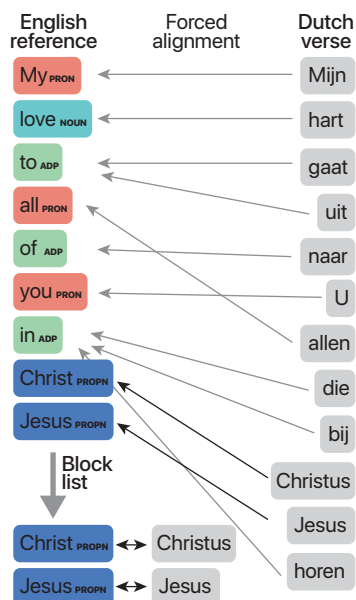 English reference
Forced alignment
Dutch verse
My PRON
Mijn
love NOUN
hart
to ADP
gaat
uit
all PRON
of ADP
naar
you PRON
U
in ADP
allen
Christ PROPN
die
Jesus PROPN
bij
Block list
Christus
Jesus
horen
Christ PROPN
Christus
Jesus PROPN
Jesus